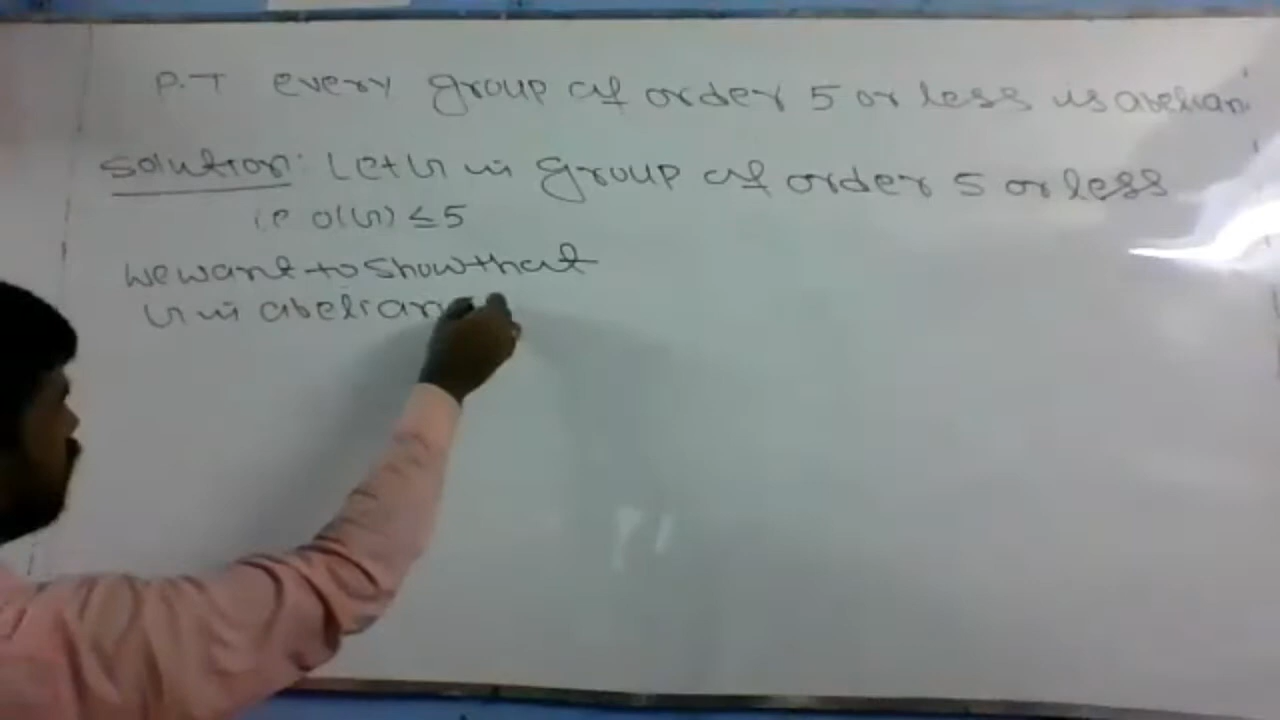 P.T every group of order 5 or less is abelian
Solution: Let G is group of order 5 or less
i.e o(G) ≤ 5
We want to show that
G is abelian